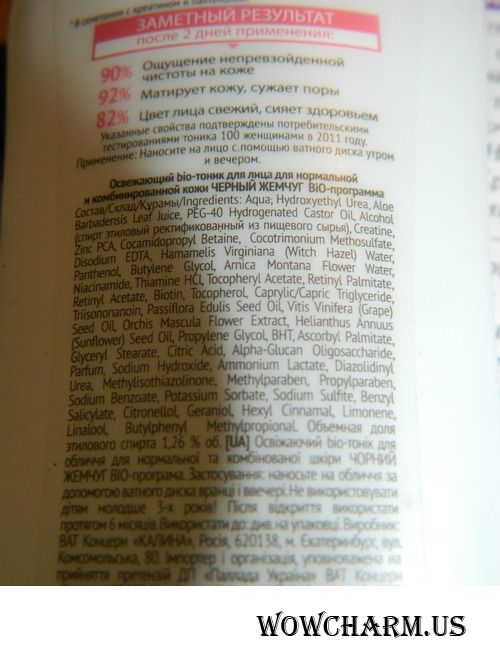 *В сочетании с креатином и пантенолом
ЗАМЕТНЫЙ РЕЗУЛЬТАТ
после 2 дней применения:
90% Ощущение непревзойденной
чистоты на коже
92% Матирует кожу, сужает поры
82% Цвет лица свежий, сияет здоровьем
Указанные свойства подтверждены потребительскими
тестированиями тоника 100 женщинами в 2011 году.
Применение: Наносите на лицо с помощью ватного диска утром
и вечером.
Освежающий bio-тоник для лица для нормальной
и комбинированной кожи ЧЕРНЫЙ ЖЕМЧУГ BiO-программа
Состав/Склад/Құрамы/Ingredients: Aqua, Hydroxyethyl Urea, Aloe
Barbadensis Leaf Juice, PEG-40 Hydrogenated Castor Oil, Alcohol
(спирт этиловый ректификованный из пищевого сырья), Creatine,
Zinc PCA, Cocamidopropyl Betaine, Cocotrimonium Methosulfate,
Disodium EDTA, Hamamelis Virginiana (Witch Hazel) Water,
Panthenol, Butylene Glycol, Arnica Montana Flower Water,
Niacinamide, Thiamine HCl, Tocopheryl Acetate, Retinyl Palmitate,
Retinyl Acetate, Biotin, Tocopherol, Caprylic/Capric Triglyceride,
Triisononanoin, Passiflora Edulis Seed Oil, Vitis Vinifera (Grape)
Seed Oil, Orchis Mascula Flower Extract, Helianthus Annuus
(Sunflower) Seed Oil, Propylene Glycol, BHT, Ascorbyl Palmitate,
Glyceryl Stearate, Citric Acid, Alpha-Glucan Oligosaccharide,
Parfum, Sodium Hydroxide, Ammonium Lactate, Diazolidinyl
Urea, Methylisothiazolinone, Methylparaben, Propylparaben,
Sodium Benzoate, Potassium Sorbate, Sodium Sulfite, Benzyl
Salicylate, Citronellol, Geraniol, Hexyl Cinnamal, Limonene,
Linalool, Butylphenyl Methylpropional. Объемная доля
этилового спирта 1,26 % об. [UA] Освіжаючий bio-тонік для
обличчя для нормальної та комбінованої шкіри ЧОРНИЙ
ЖЕМЧУГ BIO-програма. Застосування: наносьте на обличчя за
допомогою ватного диска вранці і ввечері. Не використовувати
дітям молодше 3-х років! Після відкриття використати
протягом 6 місяців. Використати до: див. на упаковці. Виробник:
ВАТ Концерн «КАЛИНА», Росія, 620138, м. Єкатеринбург, вул.
Комсомольська, 80. Імпортер і організація, уповноважена на
прийняття претензій ДП «Паллада Україна» ВАТ Концерн
WOWCHARM.US